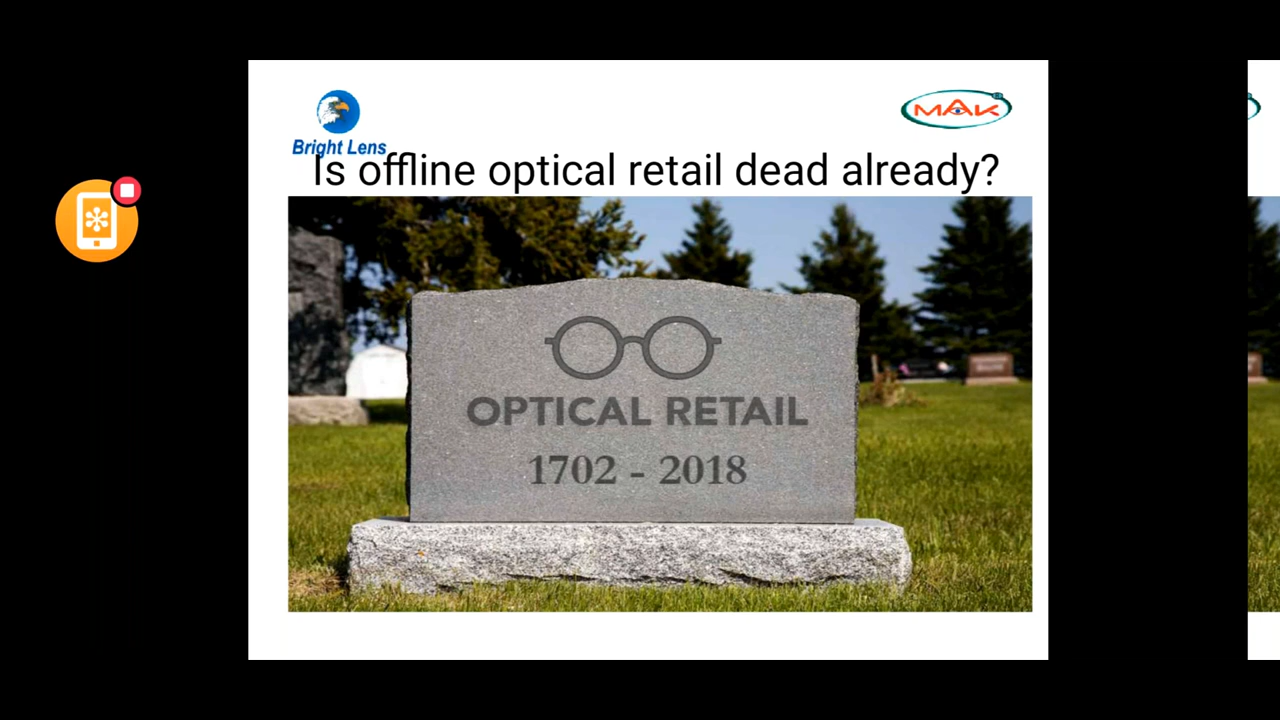 Bright Lens
MAK
Is offline optical retail dead already?
OPTICAL RETAIL
1702 - 2018